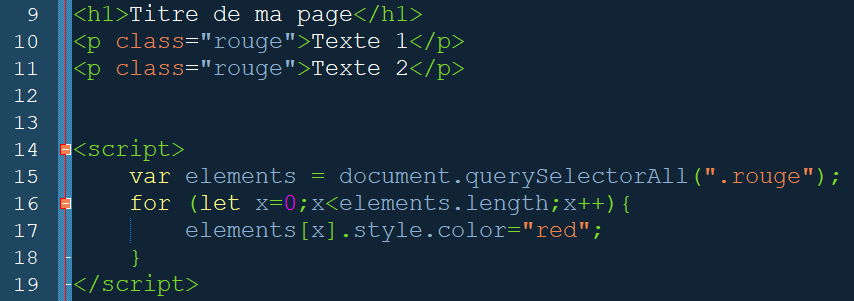 9 <h1>Titre de ma page</h1>
10 <p class="rouge">Texte 1</p>
11 <p class="rouge">Texte 2</p>
12
13
14 <script>
15 var elements = document.querySelectorAll(".rouge");
16 for (let x=0;x<elements.length;x++){
17 elements[x].style.color="red";
18 }
19 </script>